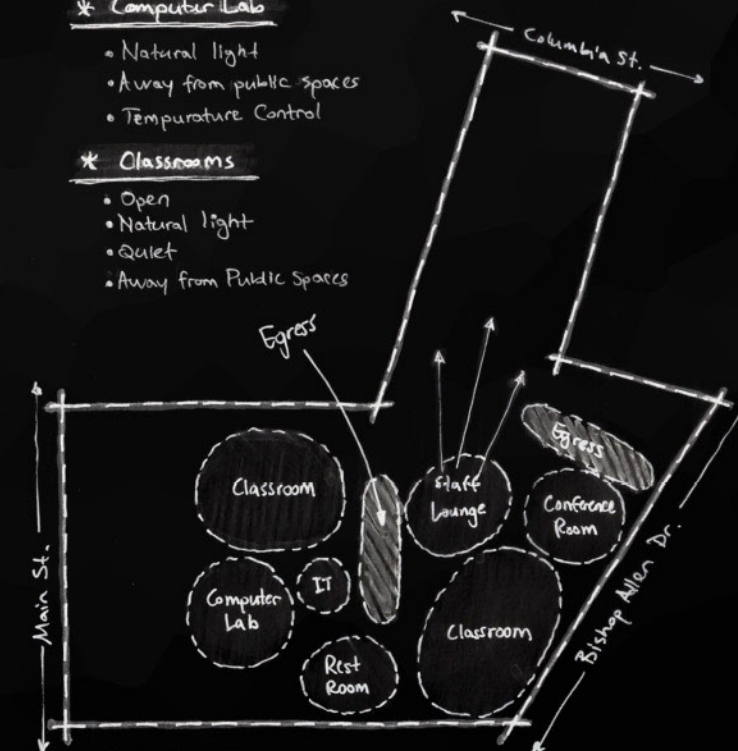 * Computer Lab
• Natural light
• Away from public spaces
• Tempurature Control
* Classrooms
• Open
• Natural light
• Quiet
• Away from Public Spaces
Columbia St.
Egress
Egress
Classroom
Staff
Lounge
Conference
Room
IT
Computer
Lab
Classroom
Rest
Room
Main St.
Bishop Allen Dr.